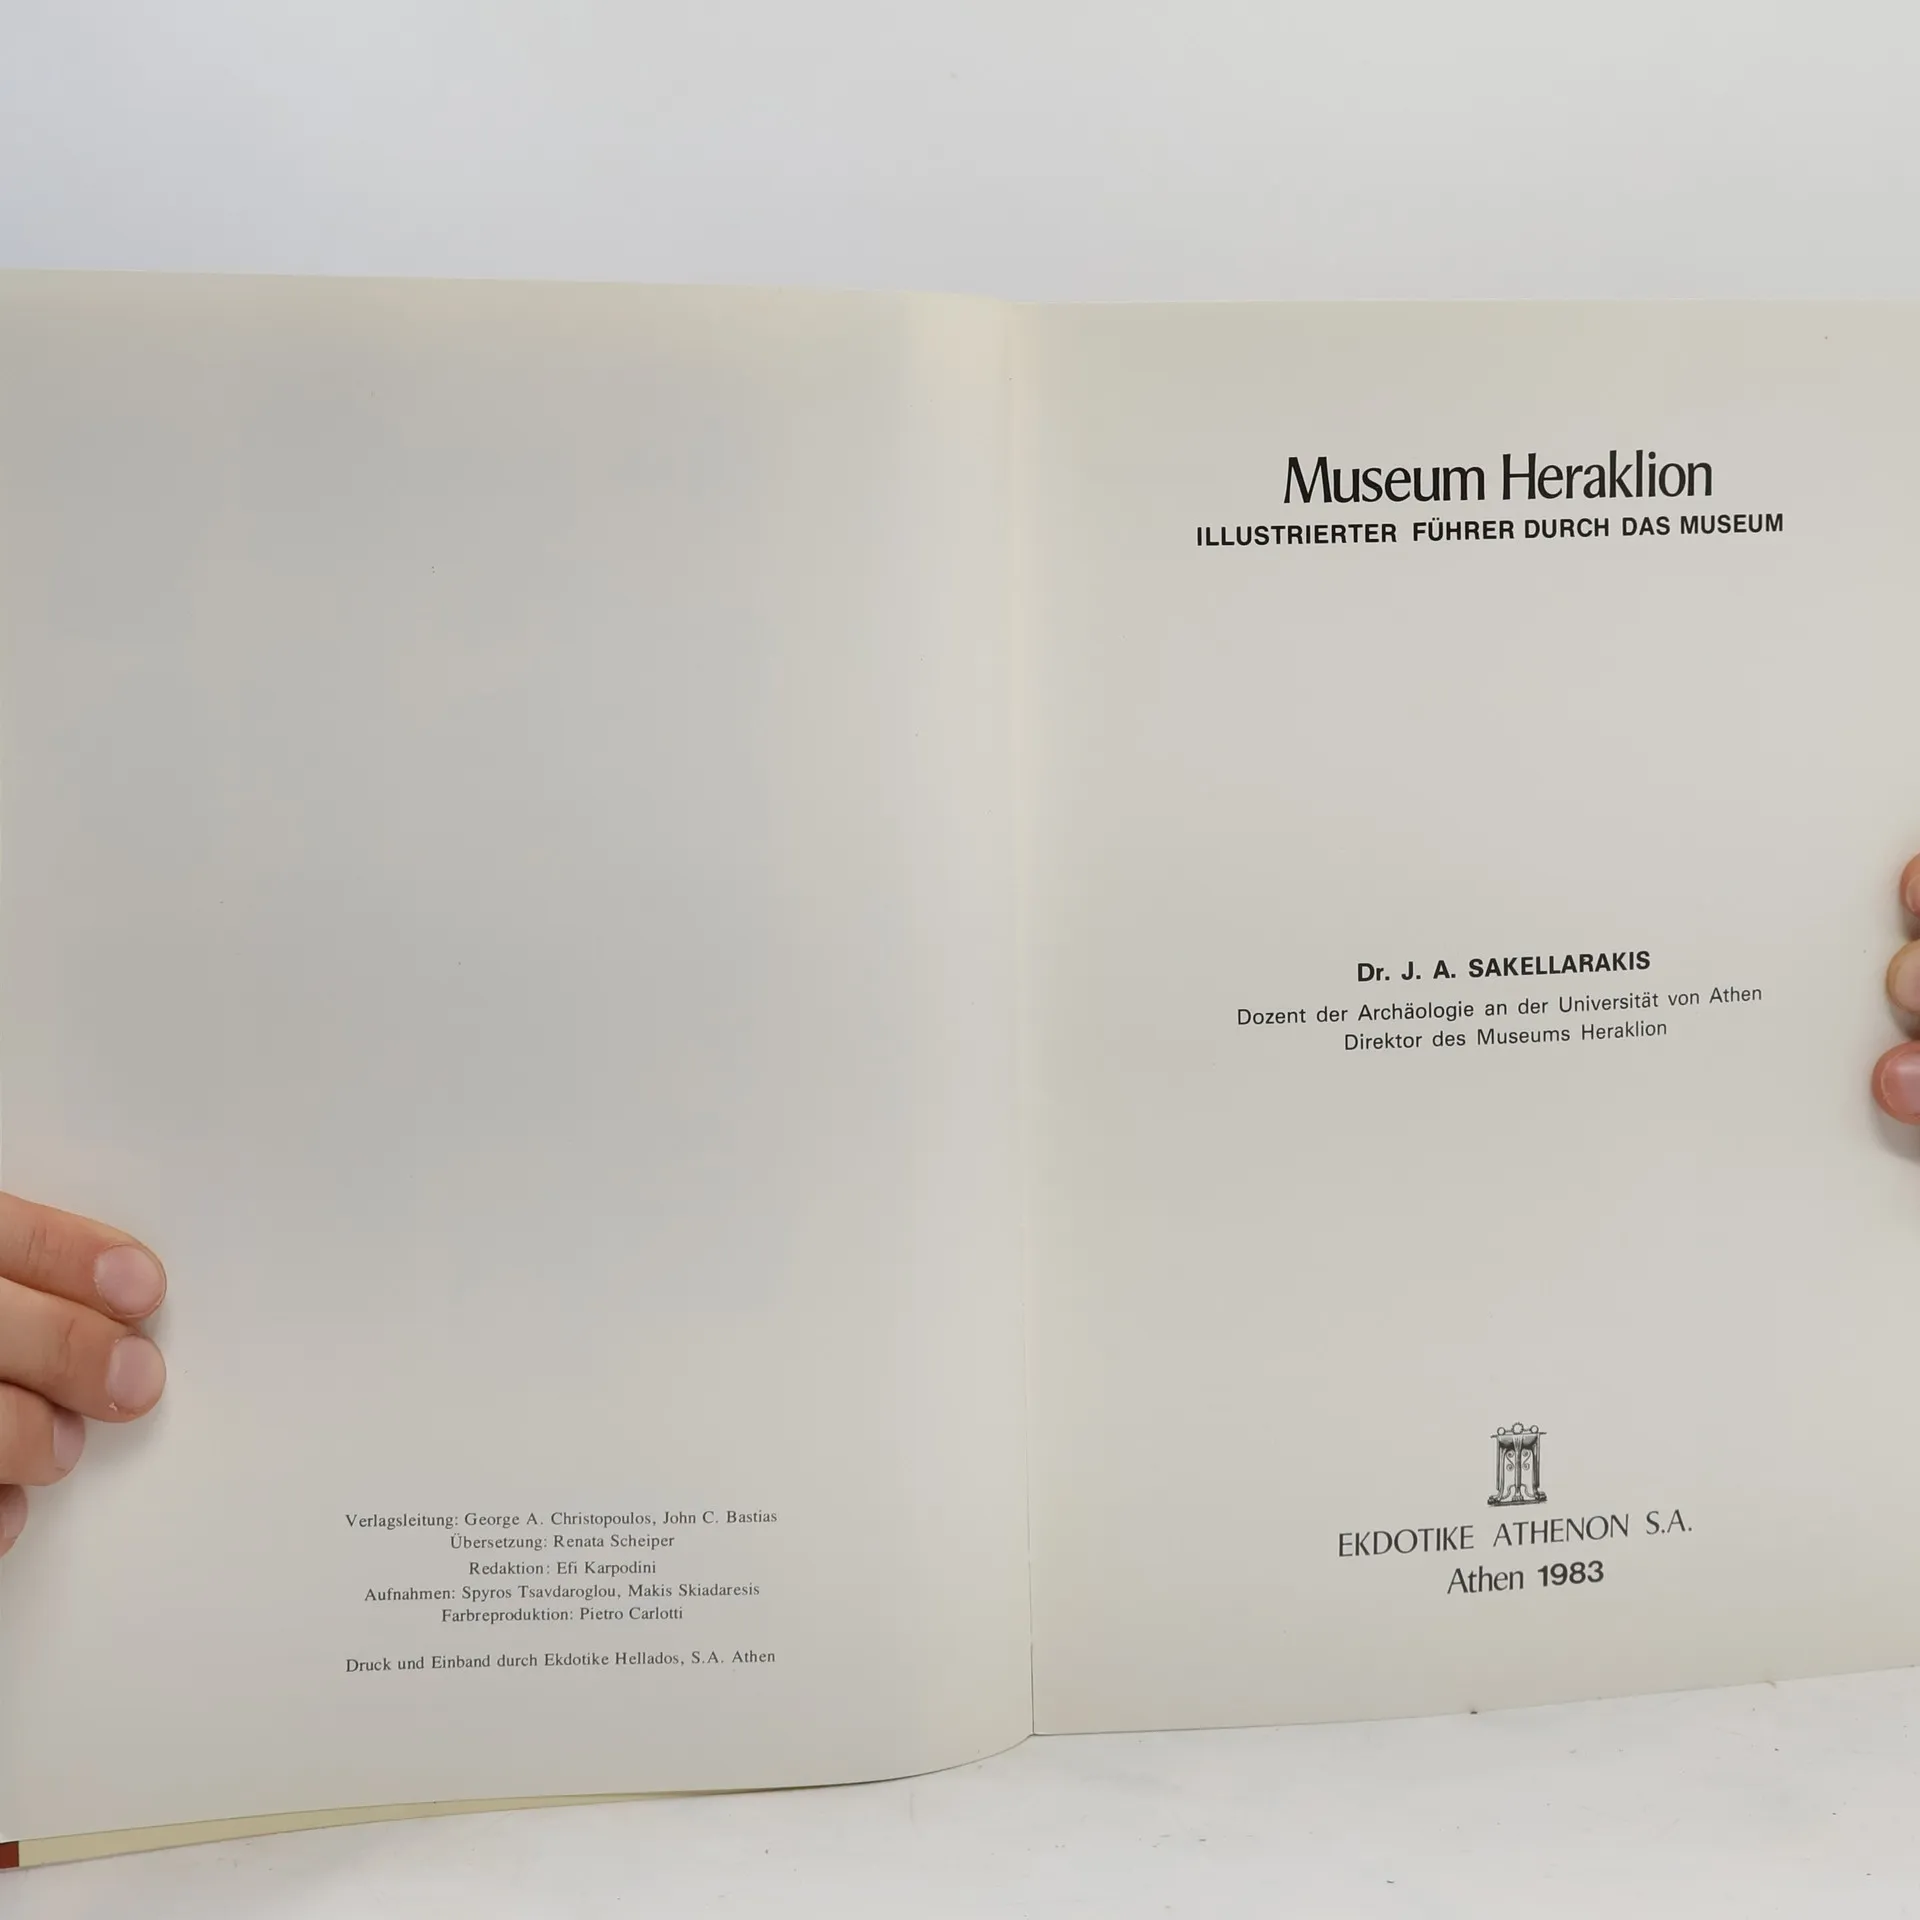 Verlagsleitung: George A. Christopoulos, John C. Bastias
Übersetzung: Renata Scheiper
Redaktion: Efi Karpodini
Aufnahmen: Spyros Tsavdaroglou, Makis Skiadaresis
Farbreproduktion: Pietro Carlotti
Druck und Einband durch Ekdotike Hellados, S.A. Athen
Museum Heraklion
ILLUSTRIERTER FÜHRER DURCH DAS MUSEUM
Dr. J. A. SAKELLARAKIS
Dozent der Archäologie an der Universität von Athen
Direktor des Museums Heraklion
EKDOTIKE ATHENON S.A.
Athen 1983